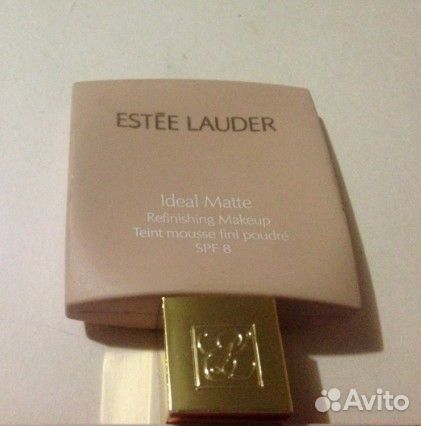 ESTĒE LAUDER
Ideal Matte
Refinishing Makeup
Teint mousse fini poudré
SPF 8
Avito